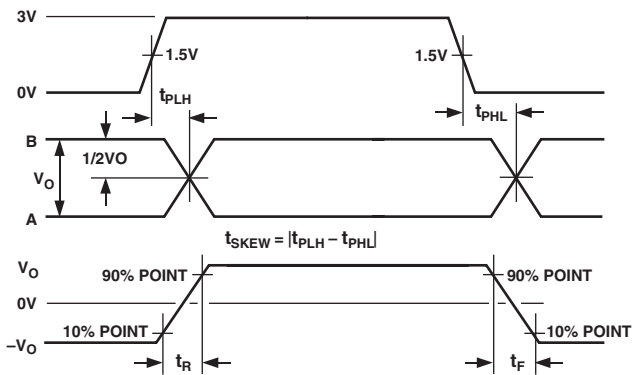 3V
1.5V
1.5V
0V
tPLH
tPHL
B
1/2VO
VO
A
tSKEW = |tPLH – tPHL|
VO
90% POINT
90% POINT
0V
10% POINT
10% POINT
–VO
tR
tF